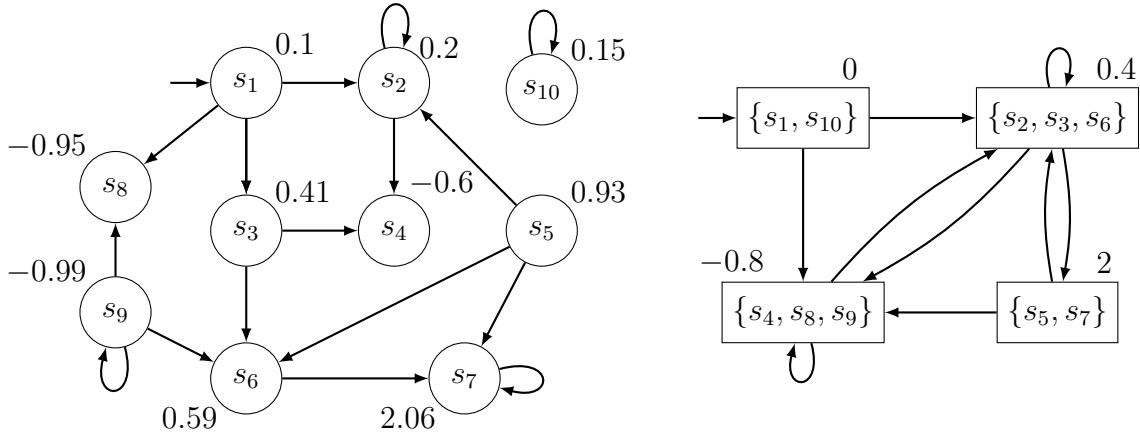 0.1
0.2
0.15
s₁
s₂
s₁₀
−0.95
s₈
0.41
−0.6
0.93
s₃
s₄
s₅
−0.99
s₉
s₆
s₇
0.59
2.06
0
0.4
{s₁, s₁₀}
{s₂, s₃, s₆}
−0.8
2
{s₄, s₈, s₉}
{s₅, s₇}